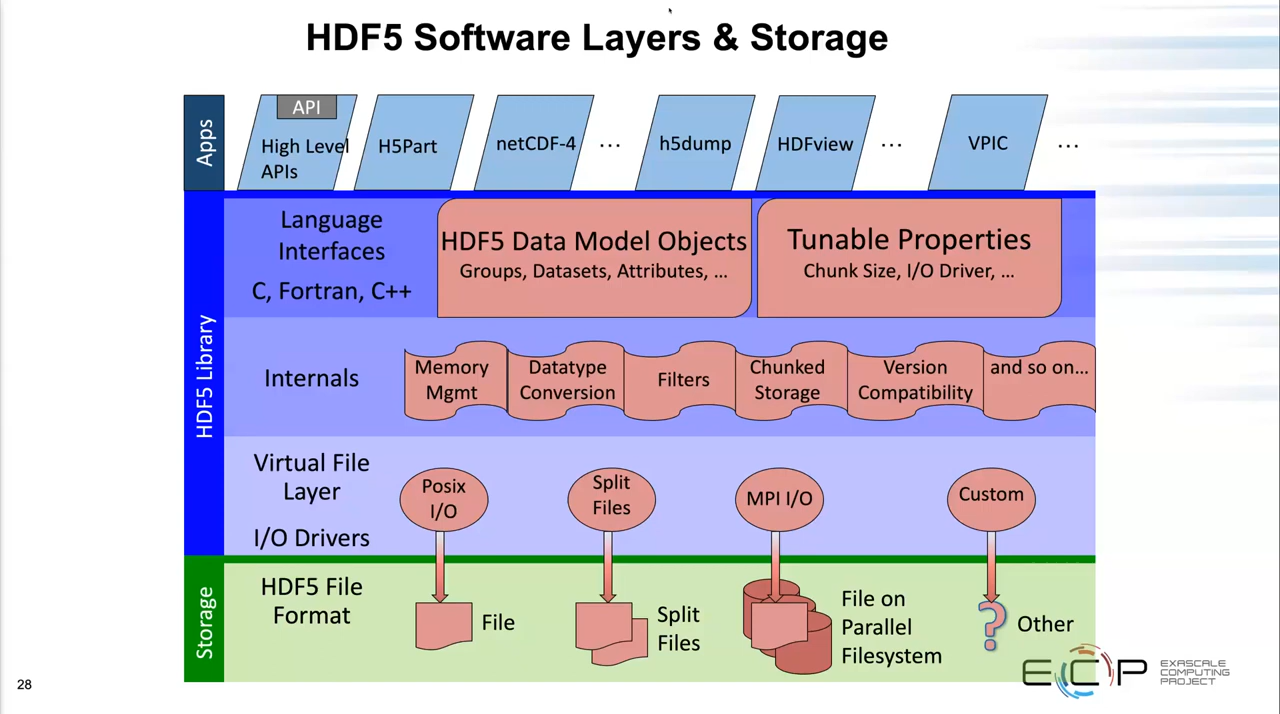 HDF5 Software Layers & Storage
Apps
API
High Level
APIs
H5Part
netCDF-4
...
h5dump
HDFview
...
VPIC
...
HDF5 Library
Language
Interfaces
C, Fortran, C++
HDF5 Data Model Objects
Groups, Datasets, Attributes, ...
Tunable Properties
Chunk Size, I/O Driver, ...
Internals
Memory
Mgmt
Datatype
Conversion
Filters
Chunked
Storage
Version
Compatibility
and so on...
Virtual File
Layer
I/O Drivers
Posix
I/O
Split
Files
MPI I/O
Custom
Storage
HDF5 File
Format
File
Split
Files
File on
Parallel
Filesystem
?
Other
ECP
EXASCALE
COMPUTING
PROJECT
28